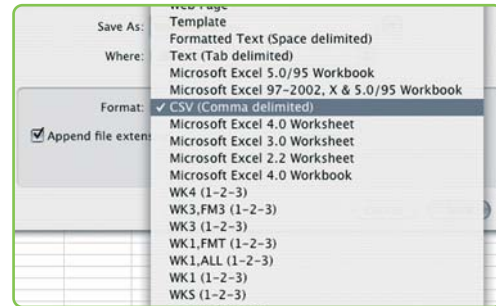 Web Page
Save As:
Template
Formatted Text (Space delimited)
Where:
Text (Tab delimited)
Microsoft Excel 5.0/95 Workbook
Microsoft Excel 97-2002, X & 5.0/95 Workbook
Format: ✓ CSV (Comma delimited)
Microsoft Excel 4.0 Worksheet
Append file extens
Microsoft Excel 3.0 Worksheet
Microsoft Excel 2.2 Worksheet
Microsoft Excel 4.0 Workbook
WK4 (1-2-3)
WK3,FM3 (1-2-3)
WK3 (1-2-3)
WK1,FMT (1-2-3)
WK1,ALL (1-2-3)
WK1 (1-2-3)
WKS (1-2-3)